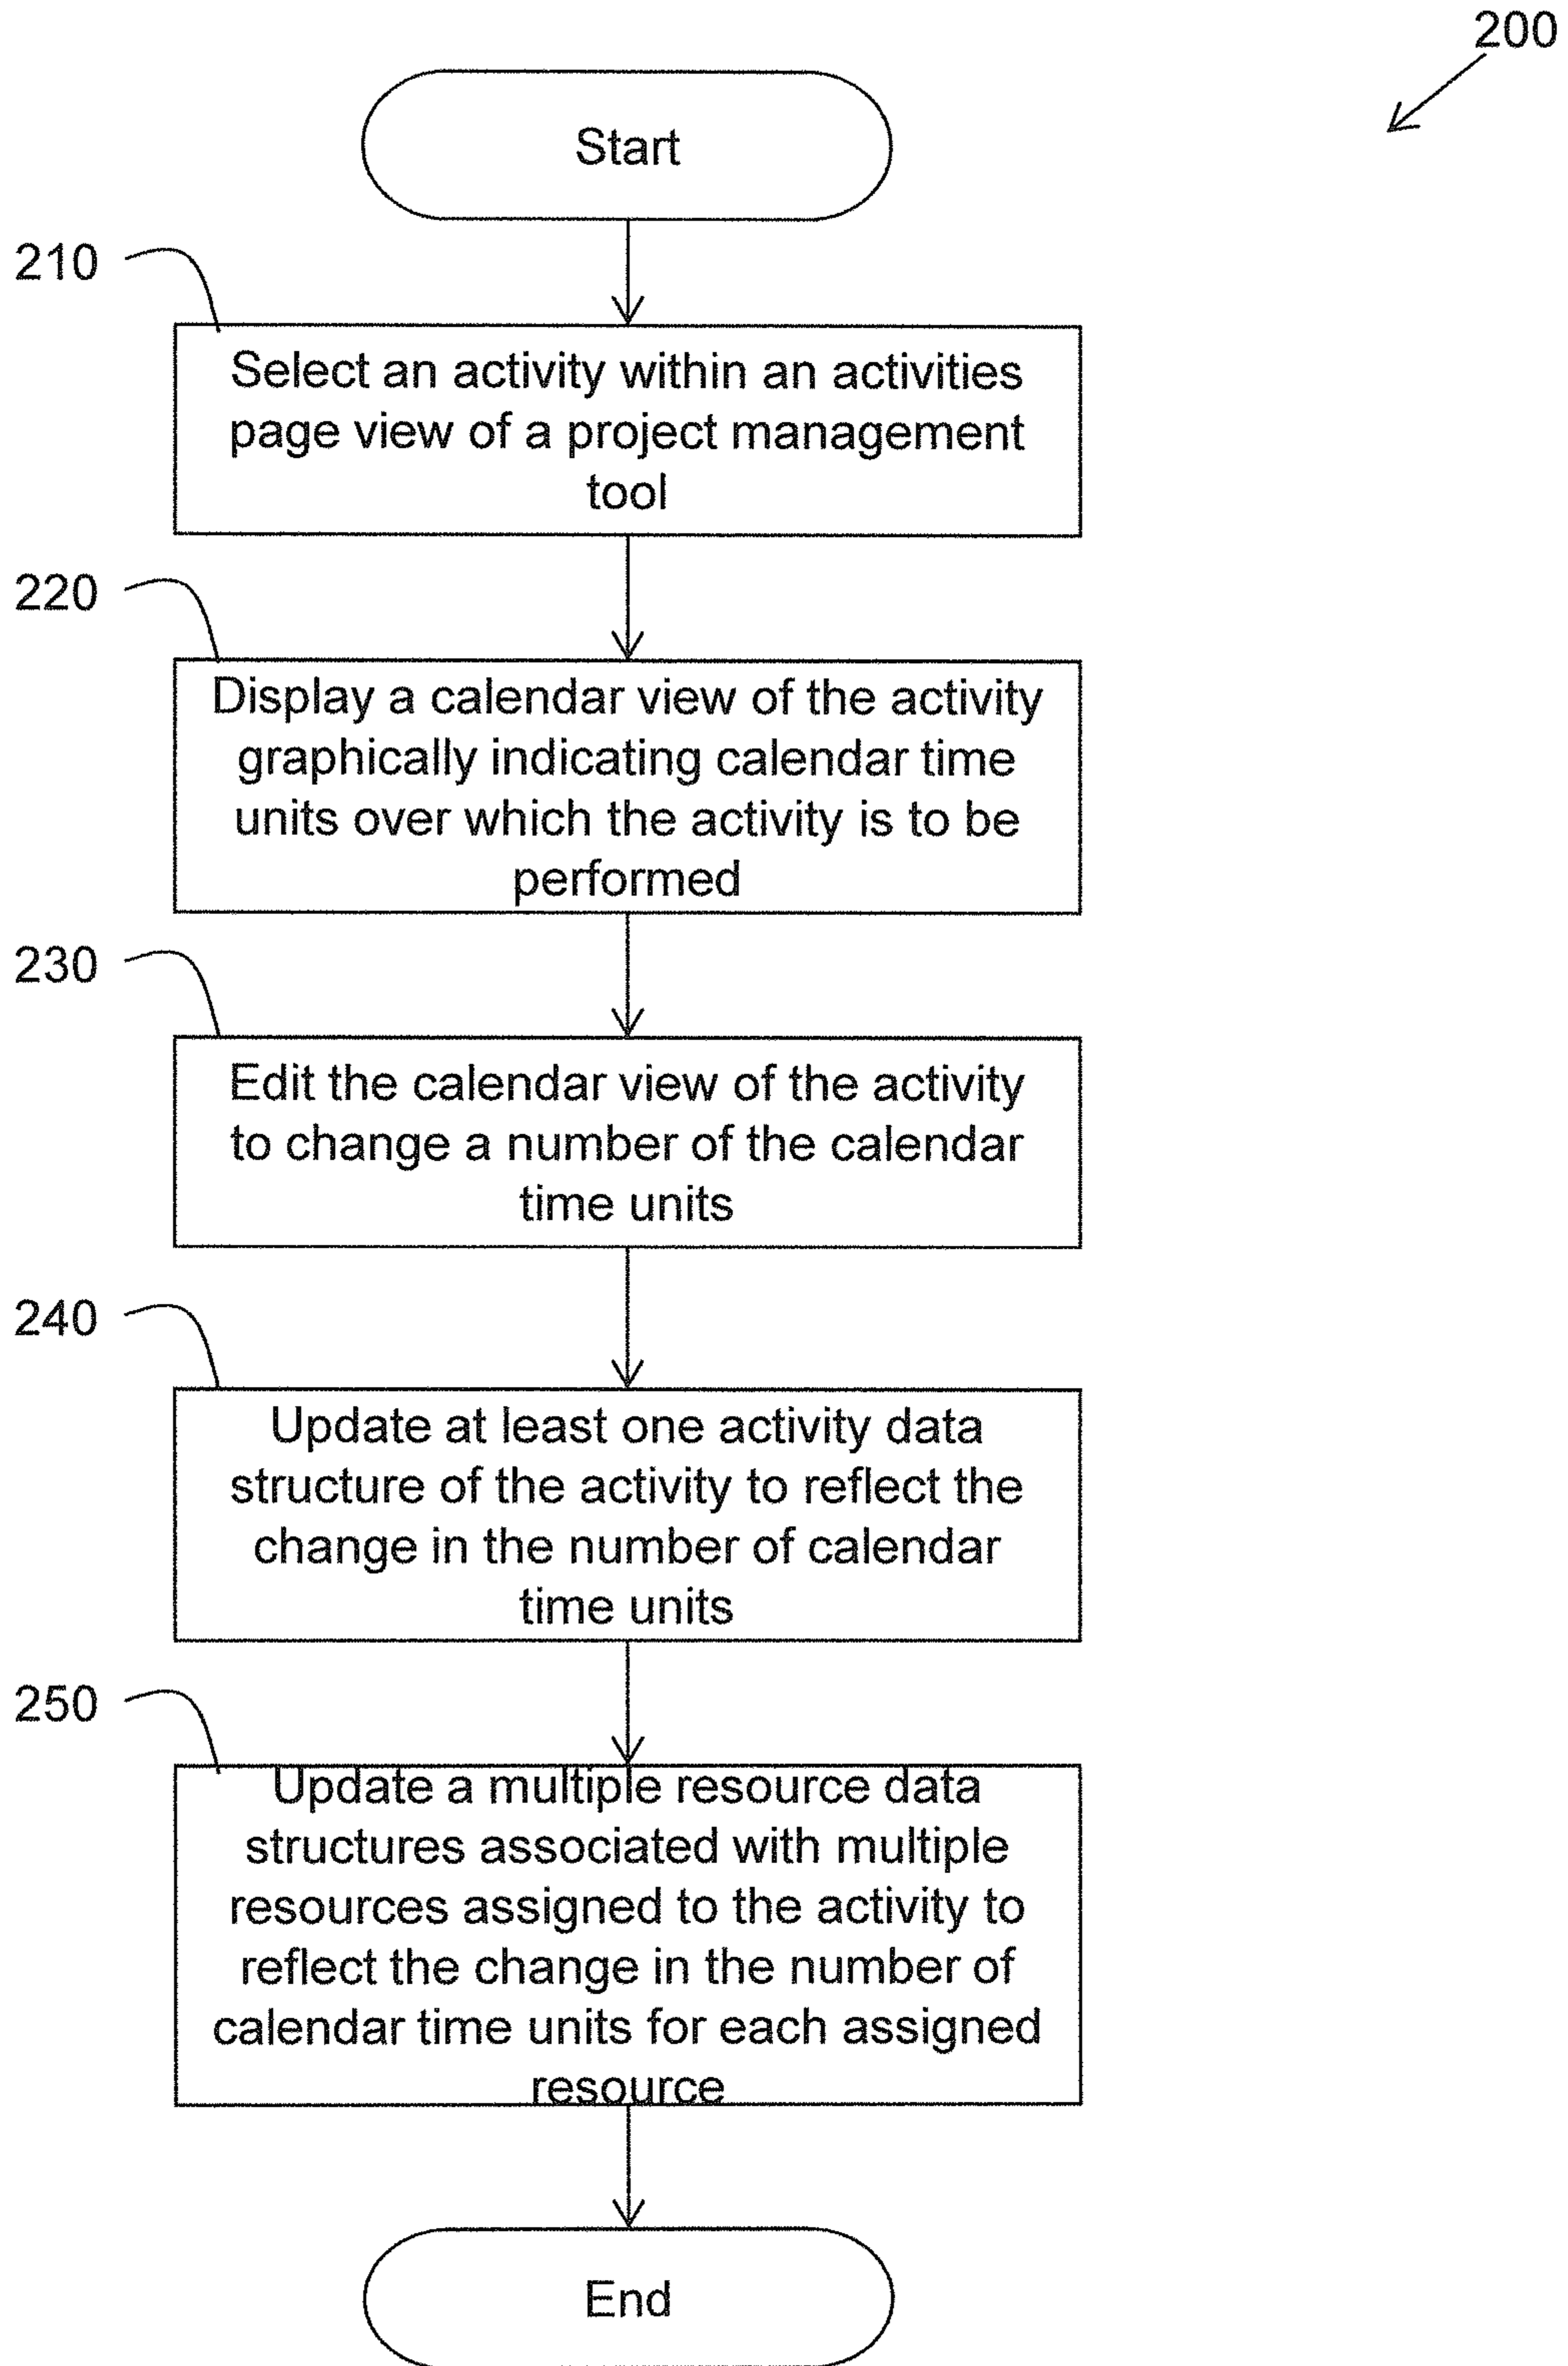 200
Start
210
Select an activity within an activities
page view of a project management
tool
220
Display a calendar view of the activity
graphically indicating calendar time
units over which the activity is to be
performed
230
Edit the calendar view of the activity
to change a number of the calendar
time units
240
Update at least one activity data
structure of the activity to reflect the
change in the number of calendar
time units
250
Update a multiple resource data
structures associated with multiple
resources assigned to the activity to
reflect the change in the number of
calendar time units for each assigned
resource
End